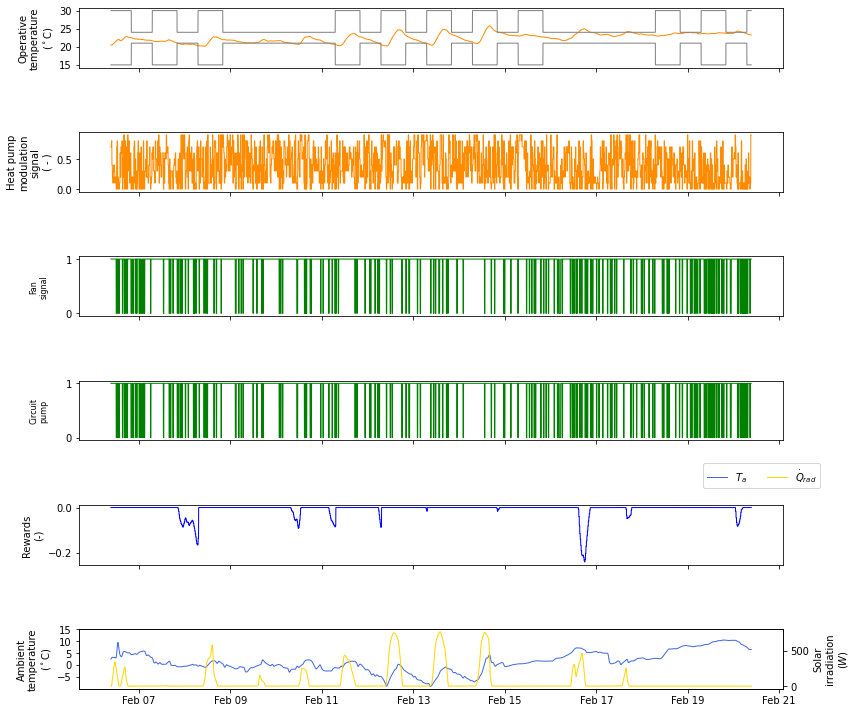 Operative
temperature
(°C)
30
25
20
15
Heat pump
modulation
signal
( - )
0.5
0.0
Fan
signal
1
0
Circuit
pump
1
0
T_a
Q̇_rad
Rewards
(-)
0.0
−0.2
Ambient
temperature
(°C)
15
10
5
0
−5
500
0
Solar
irradiation
(W)
Feb 07
Feb 09
Feb 11
Feb 13
Feb 15
Feb 17
Feb 19
Feb 21